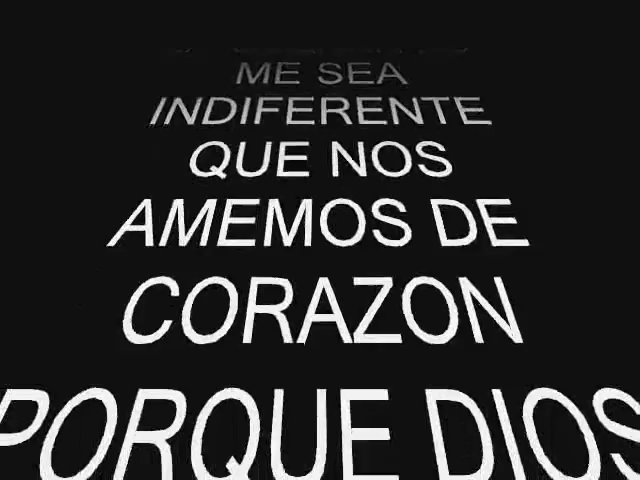 ME SEA
INDIFERENTE
QUE NOS
AMEMOS DE
CORAZON
PORQUE DIOS